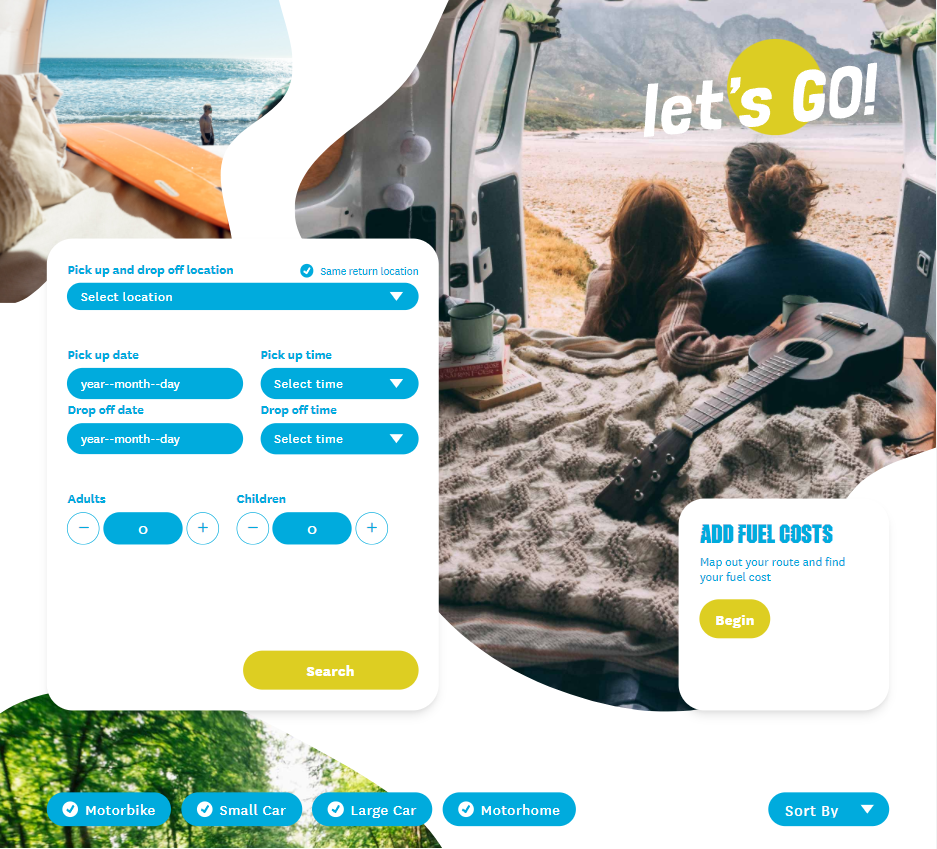 let's GO!
Pick up and drop off location
Same return location
Select location
Pick up date
Pick up time
year--month--day
Select time
Drop off date
Drop off time
year--month--day
Select time
Adults
Children
− 0 +
− 0 +
Search
ADD FUEL COSTS
Map out your route and find
your fuel cost
Begin
Motorbike
Small Car
Large Car
Motorhome
Sort By